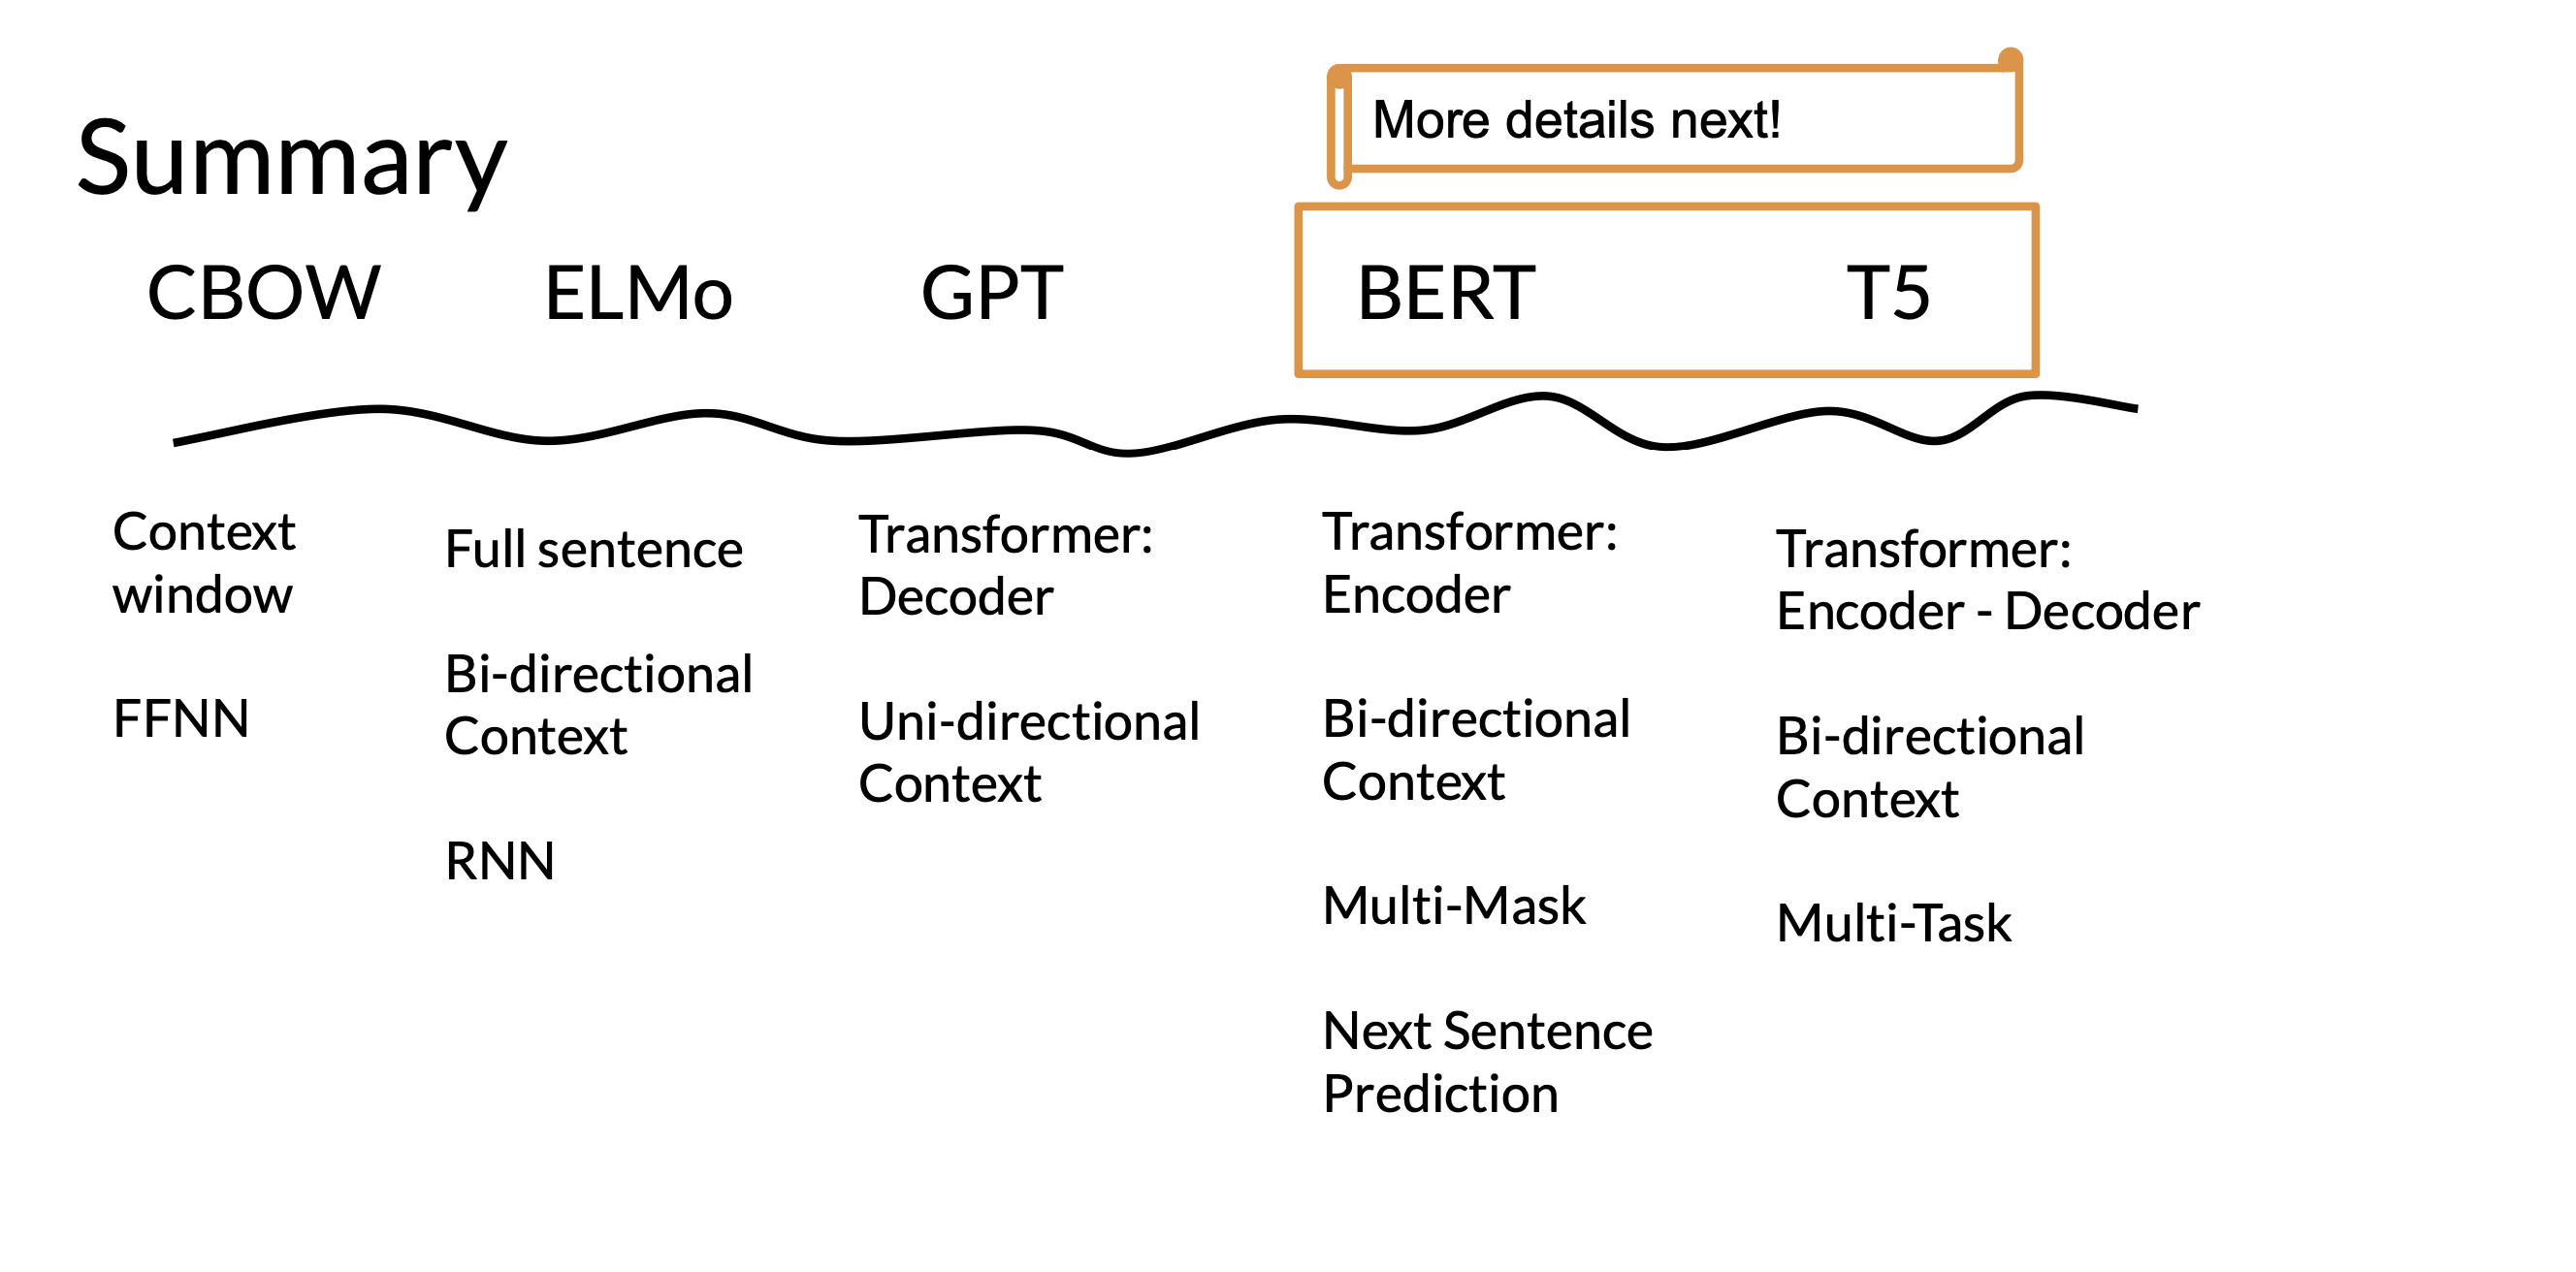 Summary
More details next!
CBOW
ELMo
GPT
BERT
T5
Context
window
FFNN
Full sentence
Bi-directional
Context
RNN
Transformer:
Decoder
Uni-directional
Context
Transformer:
Encoder
Bi-directional
Context
Multi-Mask
Next Sentence
Prediction
Transformer:
Encoder - Decoder
Bi-directional
Context
Multi-Task